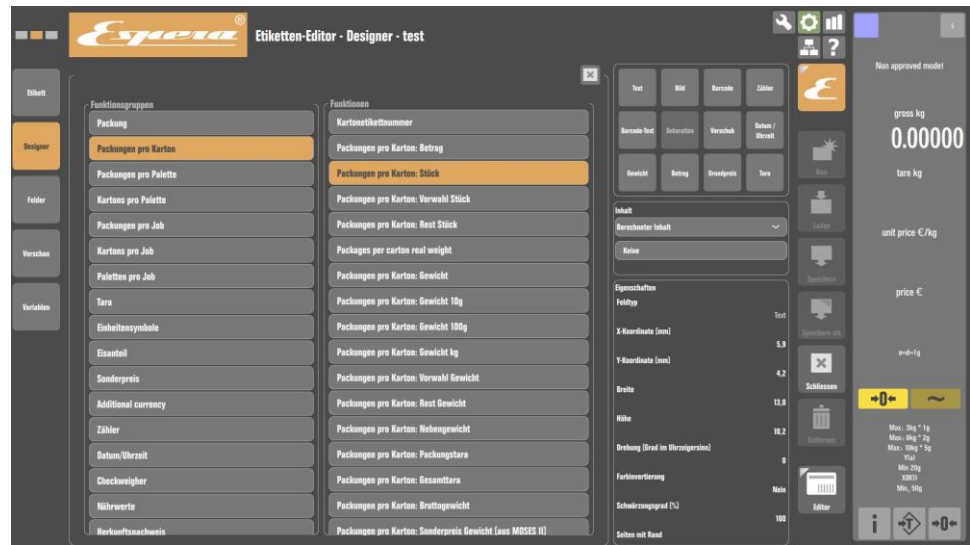 Espera®
Etiketten-Editor - Designer - test
1
Etikett
Designer
Felder
Vorschau
Variablen
Funktionsgruppen
Packung
Packungen pro Karton
Packungen pro Palette
Kartons pro Palette
Packungen pro Job
Kartons pro Job
Paletten pro Job
Tara
Einheitensymbole
Eisanteil
Sonderpreis
Additional currency
Zähler
Datum/Uhrzeit
Checkweigher
Nährwerte
Herkunftsnachweis
Funktionen
Kartonetikettnummer
Packungen pro Karton: Betrag
Packungen pro Karton: Stück
Packungen pro Karton: Vorwahl Stück
Packungen pro Karton: Rest Stück
Packages per carton real weight
Packungen pro Karton: Gewicht
Packungen pro Karton: Gewicht 10g
Packungen pro Karton: Gewicht 100g
Packungen pro Karton: Gewicht kg
Packungen pro Karton: Vorwahl Gewicht
Packungen pro Karton: Rest Gewicht
Packungen pro Karton: Nebengewicht
Packungen pro Karton: Packungstara
Packungen pro Karton: Gesamttara
Packungen pro Karton: Bruttogewicht
Packungen pro Karton: Sonderpreis Gewicht [aus MOSES II]
Text
Bild
Barcode
Zähler
Barcode-Text
Dekoration
Vorschub
Datum /
Uhrzeit
Gewicht
Betrag
Grundpreis
Tara
Inhalt
Berechneter Inhalt
Keine
Eigenschaften
Feldtyp
Text
X-Koordinate [mm]
5,9
Y-Koordinate [mm]
4,2
Breite
13,0
Höhe
10,2
Drehung [Grad im Uhrzeigersinn]
0
Farbinvertierung
Nein
Schwärzungsgrad [%]
100
Seiten mit Rand
?
E
Neu
Laden
Speichern
Speichern als
Schliessen
Entfernen
Editor
Non approved mode!
gross kg
0.00000
tare kg
unit price €/kg
price €
e=d=1g
→0←
~
Max: 3kg * 1g
Max: 6kg * 2g
Max: 10kg * 5g
Y(a)
Min 20g
Min, 50g
i
T
→0←